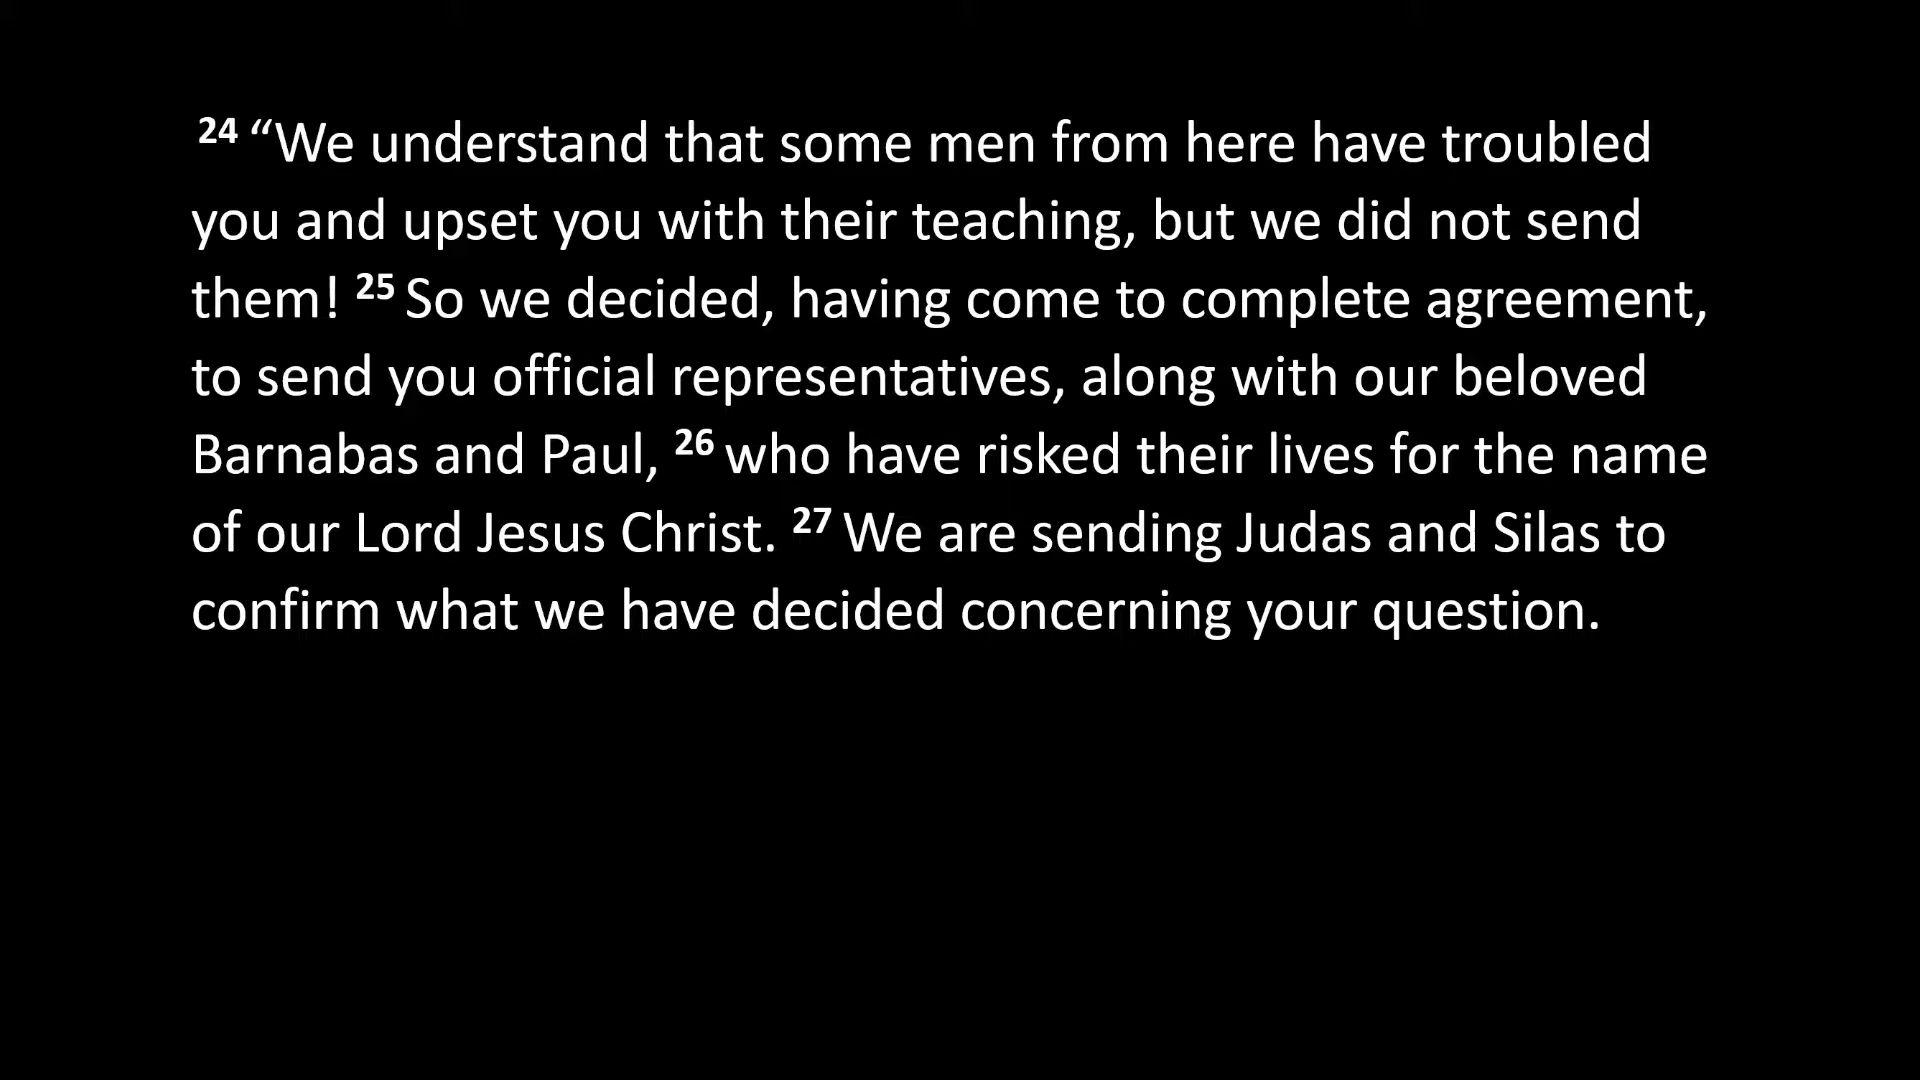 24 “We understand that some men from here have troubled
you and upset you with their teaching, but we did not send
them! 25 So we decided, having come to complete agreement,
to send you official representatives, along with our beloved
Barnabas and Paul, 26 who have risked their lives for the name
of our Lord Jesus Christ. 27 We are sending Judas and Silas to
confirm what we have decided concerning your question.